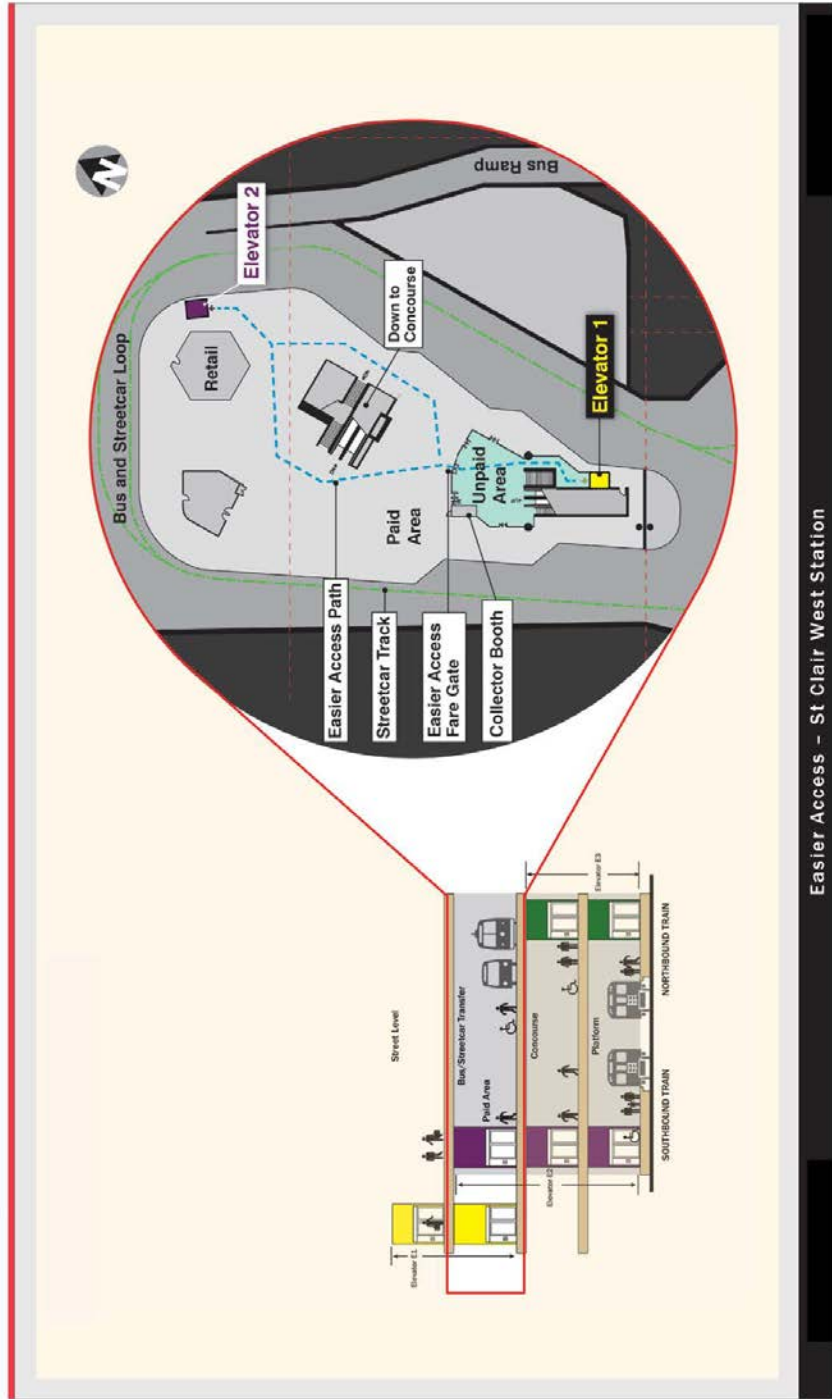 Easier Access – St Clair West Station
Street Level
Bus/Streetcar Transfer
Paid Area
Concourse
Platform
Elevator E1
Elevator E2
Elevator E3
SOUTHBOUND TRAIN
NORTHBOUND TRAIN
N
Bus and Streetcar Loop
Elevator 2
Bus Ramp
Retail
Down to
Concourse
Easier Access Path
Streetcar Track
Paid
Area
Easier Access
Fare Gate
Collector Booth
Unpaid
Area
Elevator 1